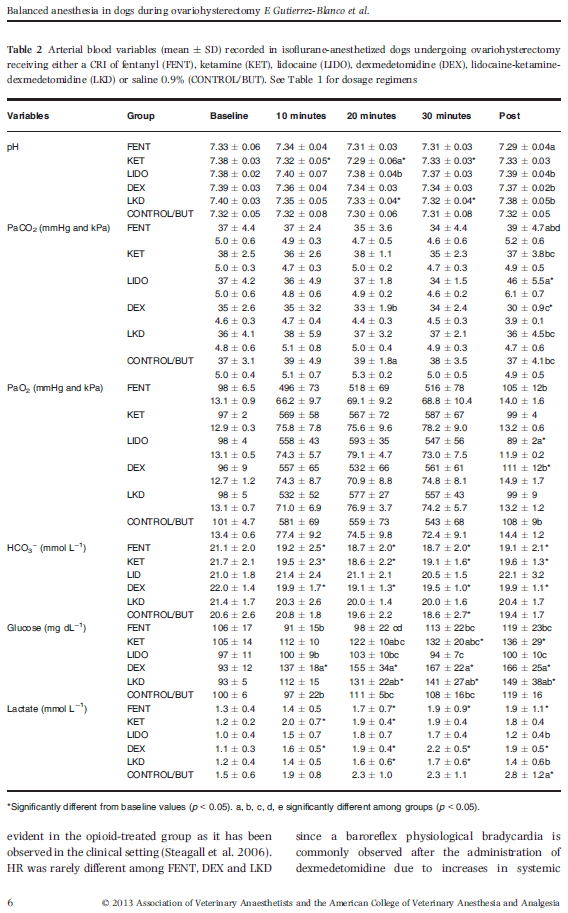 Balanced anesthesia in dogs during ovariohysterectomy E Gutierrez-Blanco et al.
Table 2 Arterial blood variables (mean ± SD) recorded in isoflurane-anesthetized dogs undergoing ovariohysterectomy
receiving either a CRI of fentanyl (FENT), ketamine (KET), lidocaine (LIDO), dexmedetomidine (DEX), lidocaine-ketamine-
dexmedetomidine (LKD) or saline 0.9% (CONTROL/BUT). See Table 1 for dosage regimens
Variables Group Baseline 10 minutes 20 minutes 30 minutes Post
pH FENT 7.33 ± 0.06 7.34 ± 0.04 7.31 ± 0.03 7.31 ± 0.03 7.29 ± 0.04a
KET 7.38 ± 0.03 7.32 ± 0.05* 7.29 ± 0.06a* 7.33 ± 0.03* 7.33 ± 0.03
LIDO 7.38 ± 0.02 7.40 ± 0.07 7.38 ± 0.04b 7.37 ± 0.03 7.39 ± 0.04b
DEX 7.39 ± 0.03 7.36 ± 0.04 7.34 ± 0.03 7.34 ± 0.03 7.37 ± 0.02b
LKD 7.40 ± 0.03 7.35 ± 0.05 7.33 ± 0.04* 7.32 ± 0.04* 7.38 ± 0.05b
CONTROL/BUT 7.32 ± 0.05 7.32 ± 0.08 7.30 ± 0.06 7.31 ± 0.08 7.32 ± 0.05
PaCO2 (mmHg and kPa) FENT 37 ± 4.4 37 ± 2.4 35 ± 3.6 34 ± 4.4 39 ± 4.7abd
5.0 ± 0.6 4.9 ± 0.3 4.7 ± 0.5 4.6 ± 0.6 5.2 ± 0.6
KET 38 ± 2.5 36 ± 2.6 38 ± 1.1 35 ± 2.3 37 ± 3.8bc
5.0 ± 0.3 4.7 ± 0.3 5.0 ± 0.2 4.7 ± 0.3 4.9 ± 0.5
LIDO 37 ± 4.2 36 ± 4.9 37 ± 1.8 34 ± 1.5 46 ± 5.5a*
5.0 ± 0.6 4.8 ± 0.6 4.9 ± 0.2 4.6 ± 0.2 6.1 ± 0.7
DEX 35 ± 2.6 35 ± 3.2 33 ± 1.9b 34 ± 2.4 30 ± 0.9c*
4.6 ± 0.3 4.7 ± 0.4 4.4 ± 0.3 4.5 ± 0.3 3.9 ± 0.1
LKD 36 ± 4.1 38 ± 5.9 37 ± 3.2 37 ± 2.1 36 ± 4.5bc
4.8 ± 0.6 5.1 ± 0.8 5.0 ± 0.4 4.9 ± 0.3 4.7 ± 0.6
CONTROL/BUT 37 ± 3.1 39 ± 4.9 39 ± 1.8a 38 ± 3.5 37 ± 4.1bc
5.0 ± 0.4 5.1 ± 0.7 5.3 ± 0.2 5.0 ± 0.5 4.9 ± 0.5
PaO2 (mmHg and kPa) FENT 98 ± 6.5 496 ± 73 518 ± 69 516 ± 78 105 ± 12b
13.1 ± 0.9 66.2 ± 9.7 69.1 ± 9.2 68.8 ± 10.4 14.0 ± 1.6
KET 97 ± 2 569 ± 58 567 ± 72 587 ± 67 99 ± 4
12.9 ± 0.3 75.8 ± 7.8 75.6 ± 9.6 78.2 ± 9.0 13.2 ± 0.6
LIDO 98 ± 4 558 ± 43 593 ± 35 547 ± 56 89 ± 2a*
13.1 ± 0.5 74.3 ± 5.7 79.1 ± 4.7 73.0 ± 7.5 11.9 ± 0.2
DEX 96 ± 9 557 ± 65 532 ± 66 561 ± 61 111 ± 12b*
12.7 ± 1.2 74.3 ± 8.7 70.9 ± 8.8 74.8 ± 8.1 14.9 ± 1.7
LKD 98 ± 5 532 ± 52 577 ± 27 557 ± 43 99 ± 9
13.1 ± 0.7 71.0 ± 6.9 76.9 ± 3.7 74.2 ± 5.7 13.2 ± 1.2
CONTROL/BUT 101 ± 4.7 581 ± 69 559 ± 73 543 ± 68 108 ± 9b
13.4 ± 0.6 77.4 ± 9.2 74.5 ± 9.8 72.4 ± 9.1 14.4 ± 1.2
HCO3− (mmol L−1) FENT 21.1 ± 2.0 19.2 ± 2.5* 18.7 ± 2.0* 18.7 ± 2.0* 19.1 ± 2.1*
KET 21.7 ± 2.1 19.5 ± 2.3* 18.6 ± 2.2* 19.1 ± 1.6* 19.6 ± 1.3*
LID 21.0 ± 1.8 21.4 ± 2.4 21.1 ± 2.1 20.5 ± 1.5 22.1 ± 3.2
DEX 22.0 ± 1.4 19.9 ± 1.7* 19.1 ± 1.3* 19.5 ± 1.0* 19.9 ± 1.1*
LKD 21.4 ± 1.7 20.3 ± 2.6 20.0 ± 1.4 20.0 ± 1.6 20.4 ± 1.7
CONTROL/BUT 20.6 ± 2.6 20.8 ± 1.8 19.6 ± 2.2 18.6 ± 2.7* 19.4 ± 1.7
Glucose (mg dL−1) FENT 106 ± 17 91 ± 15b 98 ± 22 cd 113 ± 22bc 119 ± 23bc
KET 105 ± 14 112 ± 10 122 ± 10abc 132 ± 20abc* 136 ± 29*
LIDO 97 ± 11 100 ± 9b 103 ± 10bc 94 ± 7c 100 ± 10c
DEX 93 ± 12 137 ± 18a* 155 ± 34a* 167 ± 22a* 166 ± 25a*
LKD 93 ± 5 112 ± 15 131 ± 22ab* 141 ± 27ab* 149 ± 38ab*
CONTROL/BUT 100 ± 6 97 ± 22b 111 ± 5bc 108 ± 16bc 119 ± 16
Lactate (mmol L−1) FENT 1.3 ± 0.4 1.4 ± 0.5 1.7 ± 0.7* 1.9 ± 0.9* 1.9 ± 1.1*
KET 1.2 ± 0.2 2.0 ± 0.7* 1.9 ± 0.4* 1.9 ± 0.4* 1.8 ± 0.4
LIDO 1.0 ± 0.4 1.5 ± 0.7 1.8 ± 0.7 1.7 ± 0.4 1.2 ± 0.4b
DEX 1.1 ± 0.3 1.6 ± 0.5* 1.9 ± 0.4* 2.2 ± 0.5* 1.9 ± 0.5*
LKD 1.2 ± 0.4 1.4 ± 0.5 1.6 ± 0.6* 1.7 ± 0.6* 1.4 ± 0.6b
CONTROL/BUT 1.5 ± 0.6 1.9 ± 0.8 2.3 ± 1.0 2.3 ± 1.1 2.8 ± 1.2a*
*Significantly different from baseline values (p < 0.05). a, b, c, d, e significantly different among groups (p < 0.05).
evident in the opioid-treated group as it has been
observed in the clinical setting (Steagall et al. 2006).
HR was rarely different among FENT, DEX and LKD
since a baroreflex physiological bradycardia is
commonly observed after the administration of
dexmedetomidine due to increases in systemic
6 © 2013 Association of Veterinary Anaesthetists and the American College of Veterinary Anesthesia and Analgesia